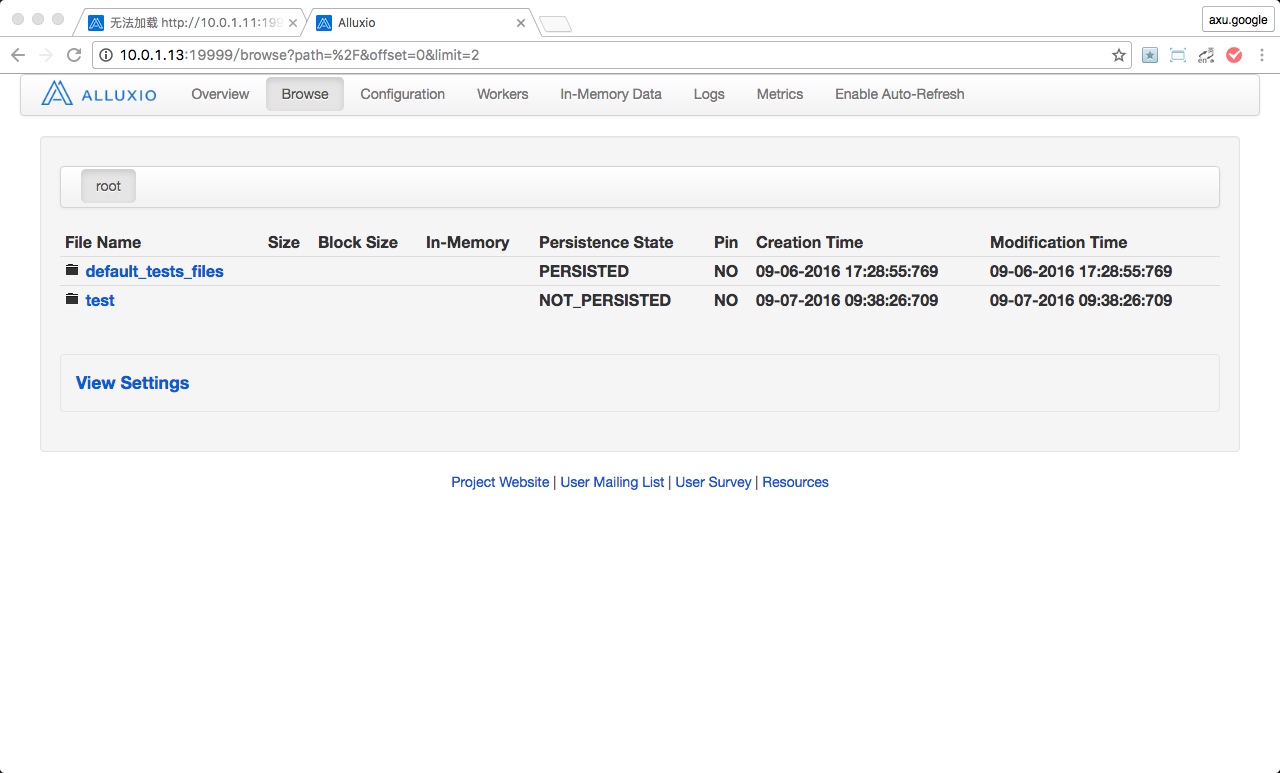 无法加载 http://10.0.1.11:199
Alluxio
axu.google
10.0.1.13:19999/browse?path=%2F&offset=0&limit=2
ALLUXIO Overview Browse Configuration Workers In-Memory Data Logs Metrics Enable Auto-Refresh
root
File Name Size Block Size In-Memory Persistence State Pin Creation Time Modification Time
default_tests_files PERSISTED NO 09-06-2016 17:28:55:769 09-06-2016 17:28:55:769
test NOT_PERSISTED NO 09-07-2016 09:38:26:709 09-07-2016 09:38:26:709
View Settings
Project Website | User Mailing List | User Survey | Resources